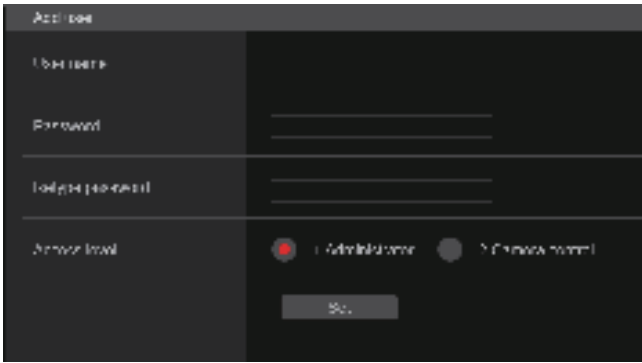 Add user
User name
Password
Retype password
Access level
1.Administrator
2.Camera control
Set